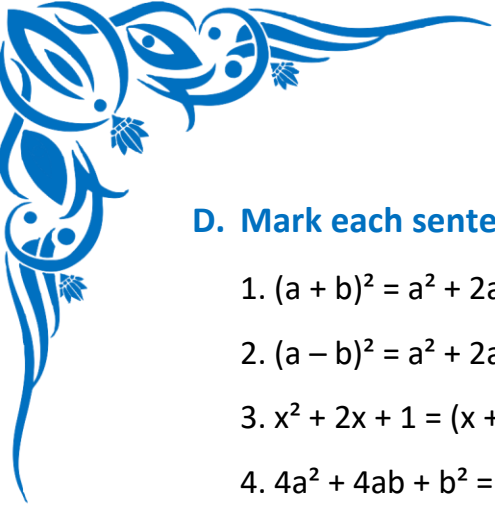 D. Mark each sente
1. (a + b)² = a² + 2a
2. (a – b)² = a² + 2a
3. x² + 2x + 1 = (x +
4. 4a² + 4ab + b² =